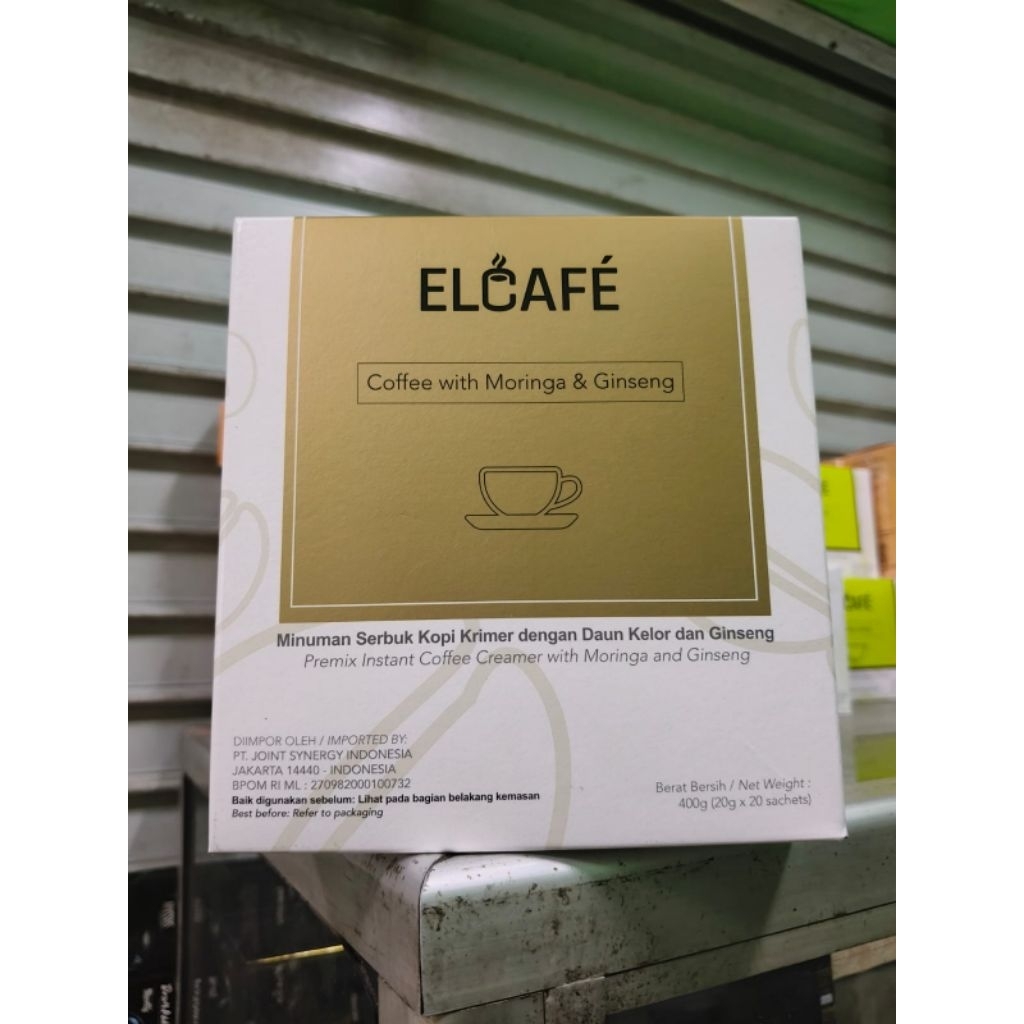 ELCAFÉ
Coffee with Moringa & Ginseng
Minuman Serbuk Kopi Krimer dengan Daun Kelor dan Ginseng
Premix Instant Coffee Creamer with Moringa and Ginseng
DIIMPOR OLEH / IMPORTED BY:
PT. JOINT SYNERGY INDONESIA
JAKARTA 14440 - INDONESIA
BPOM RI ML : 270982000100732
Baik digunakan sebelum: Lihat pada bagian belakang kemasan
Best before: Refer to packaging
Berat Bersih / Net Weight :
400g (20g x 20 sachets)